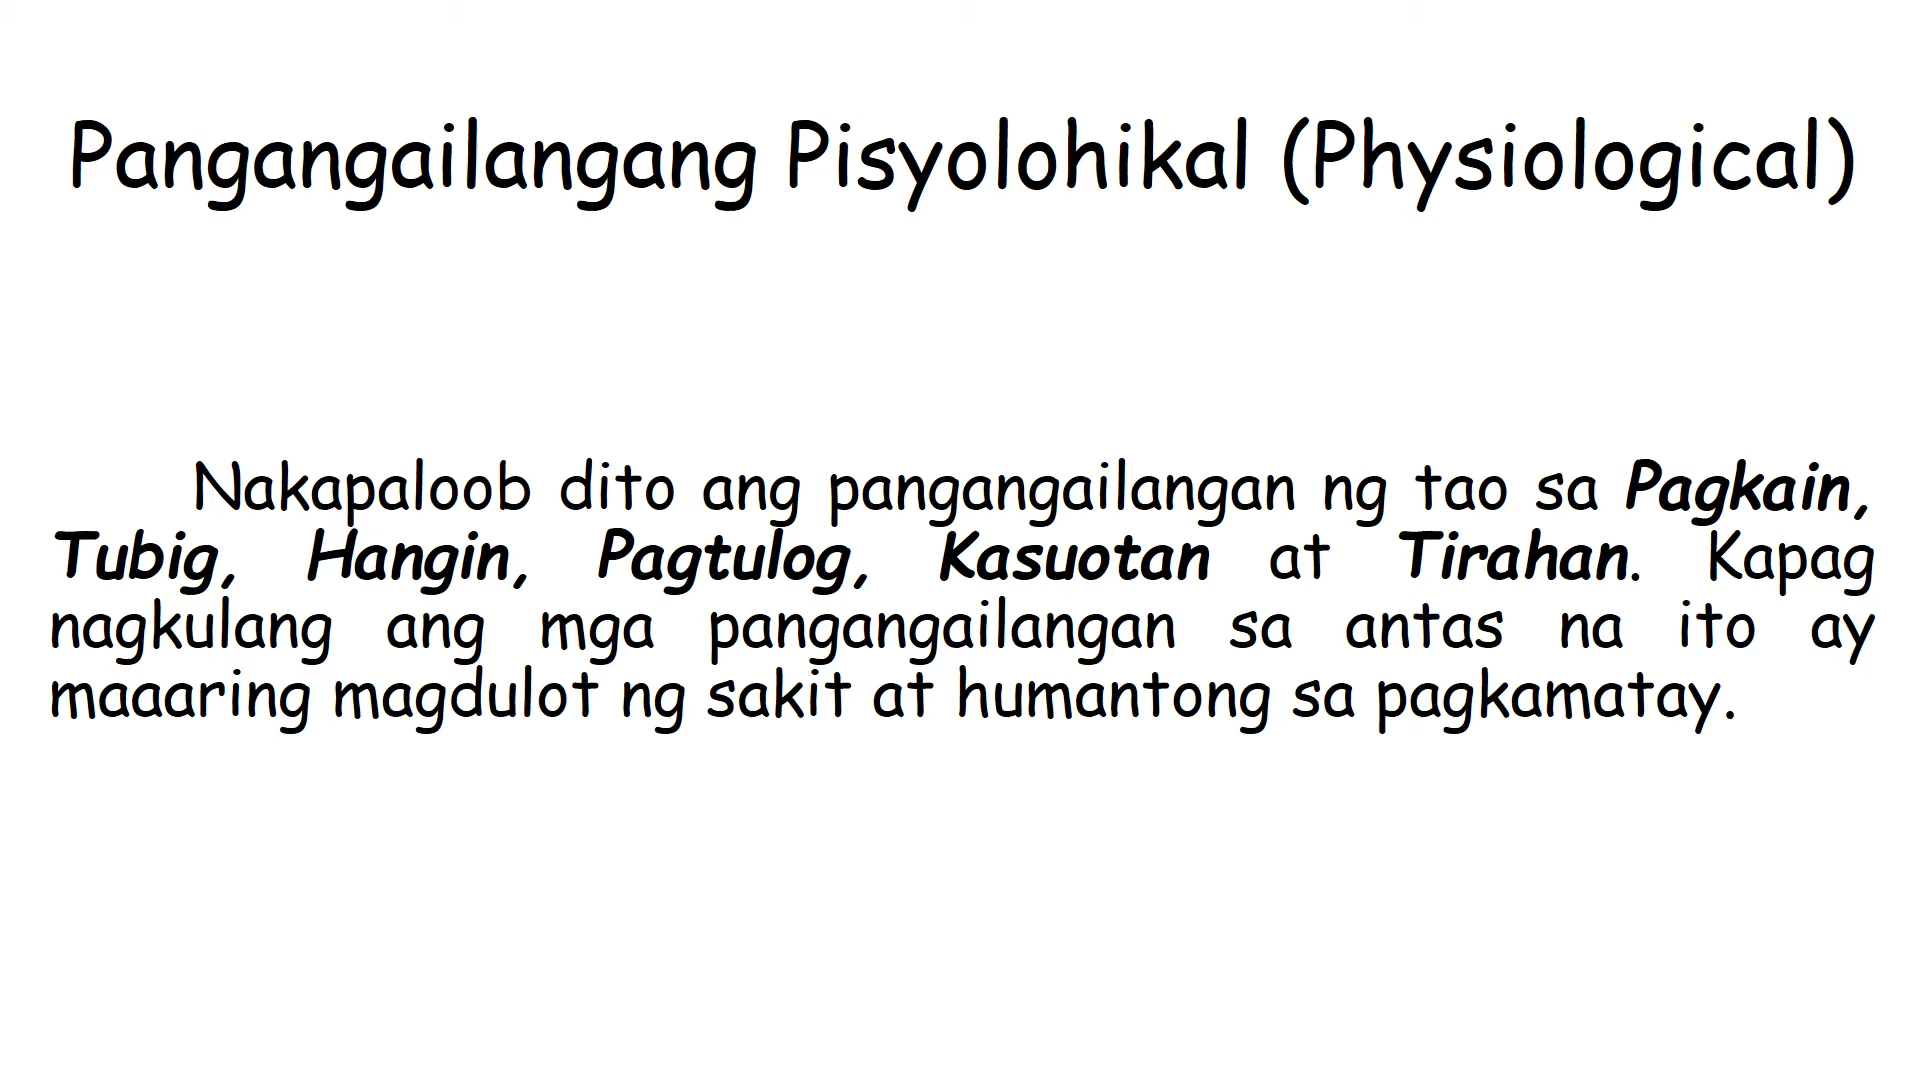 Pangangailangang Pisyolohikal (Physiological)
Nakapaloob dito ang pangangailangan ng tao sa Pagkain,
Tubig, Hangin, Pagtulog, Kasuotan at Tirahan. Kapag
nagkulang ang mga pangangailangan sa antas na ito ay
maaaring magdulot ng sakit at humantong sa pagkamatay.